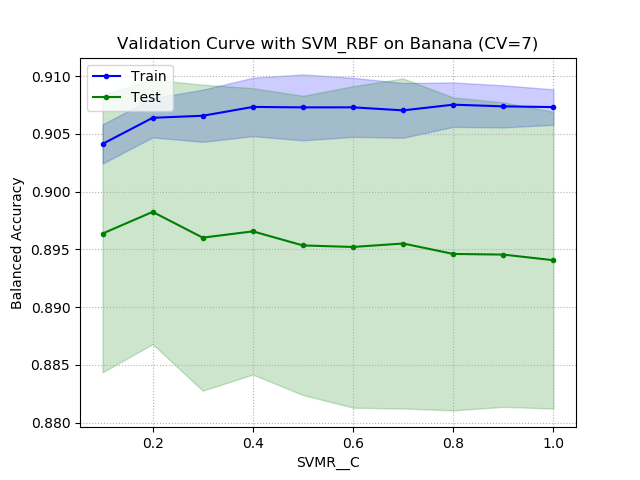 Validation Curve with SVM_RBF on Banana (CV=7)
Train
Test
0.910
0.905
0.900
0.895
0.890
0.885
0.880
Balanced Accuracy
0.2 0.4 0.6 0.8 1.0
SVMR__C